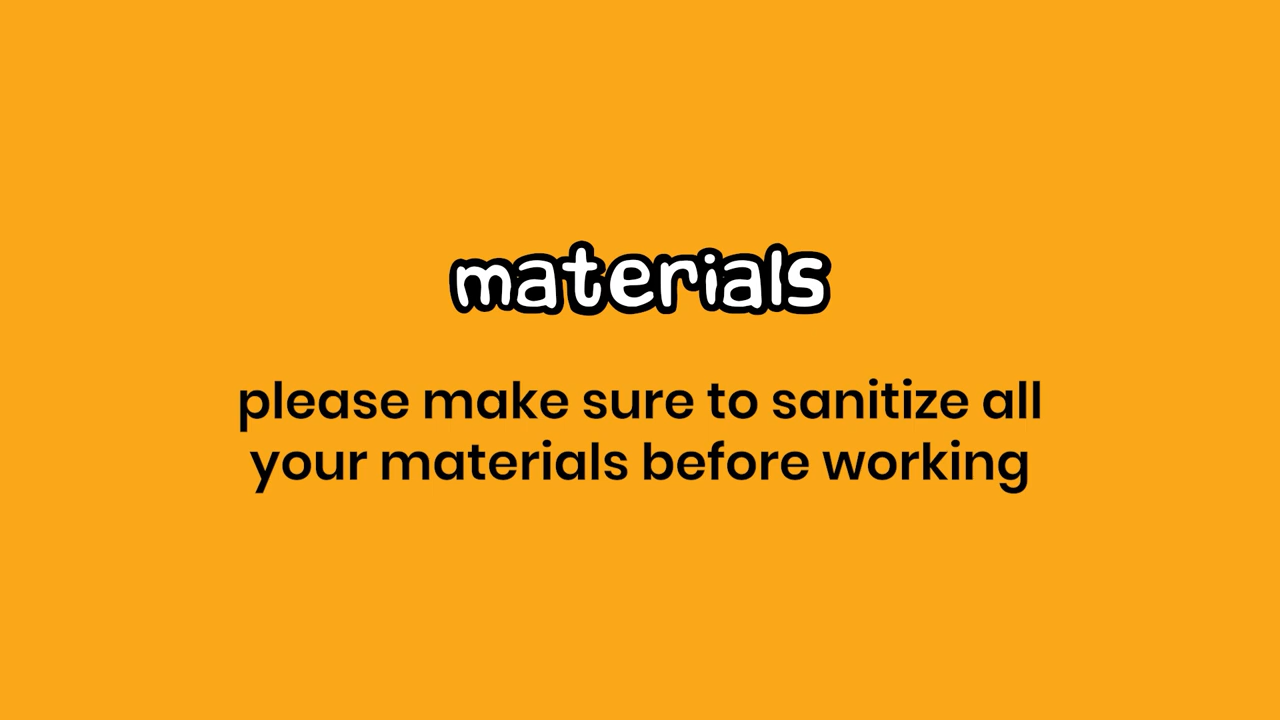 materials
please make sure to sanitize all
your materials before working